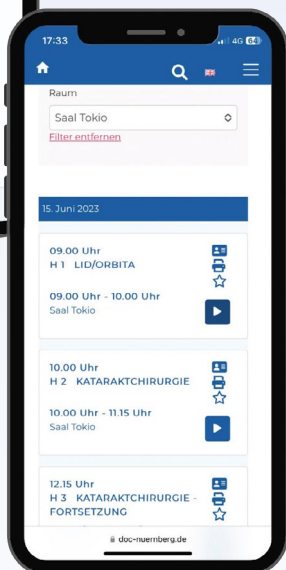 17:33
4G 64
Raum
Saal Tokio
Filter entfernen
15. Juni 2023
09.00 Uhr
H 1 LID/ORBITA
09.00 Uhr - 10.00 Uhr
Saal Tokio
10.00 Uhr
H 2 KATARAKTCHIRURGIE
10.00 Uhr - 11.15 Uhr
Saal Tokio
12.15 Uhr
H 3 KATARAKTCHIRURGIE -
FORTSETZUNG
doc-nuernberg.de